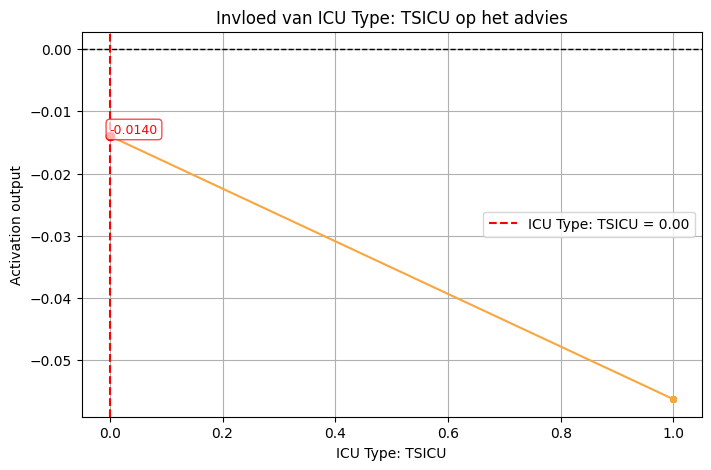 Invloed van ICU Type: TSICU op het advies
0.00
-0.0140
−0.01
−0.02
ICU Type: TSICU = 0.00
−0.03
−0.04
−0.05
Activation output
0.0 0.2 0.4 0.6 0.8 1.0
ICU Type: TSICU